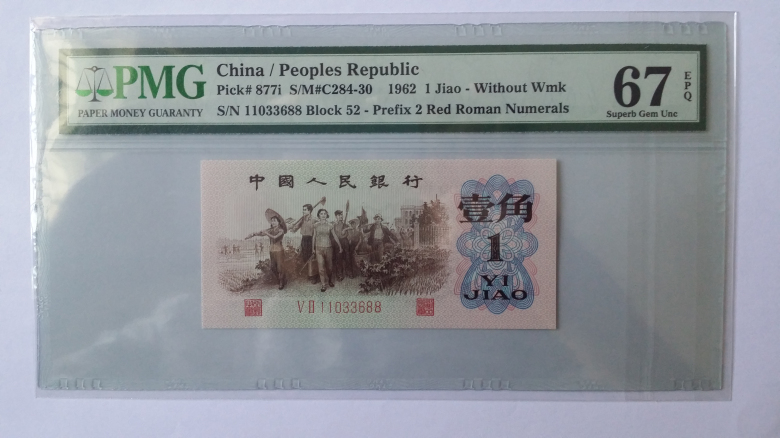 PMG
PAPER MONEY GUARANTY
China / Peoples Republic
Pick# 877i S/M#C284-30 1962 1 Jiao - Without Wmk
S/N 11033688 Block 52 - Prefix 2 Red Roman Numerals
67
EPQ
Superb Gem Unc
中國人民銀行
壹角
1
YI
JIAO
VII 11033688